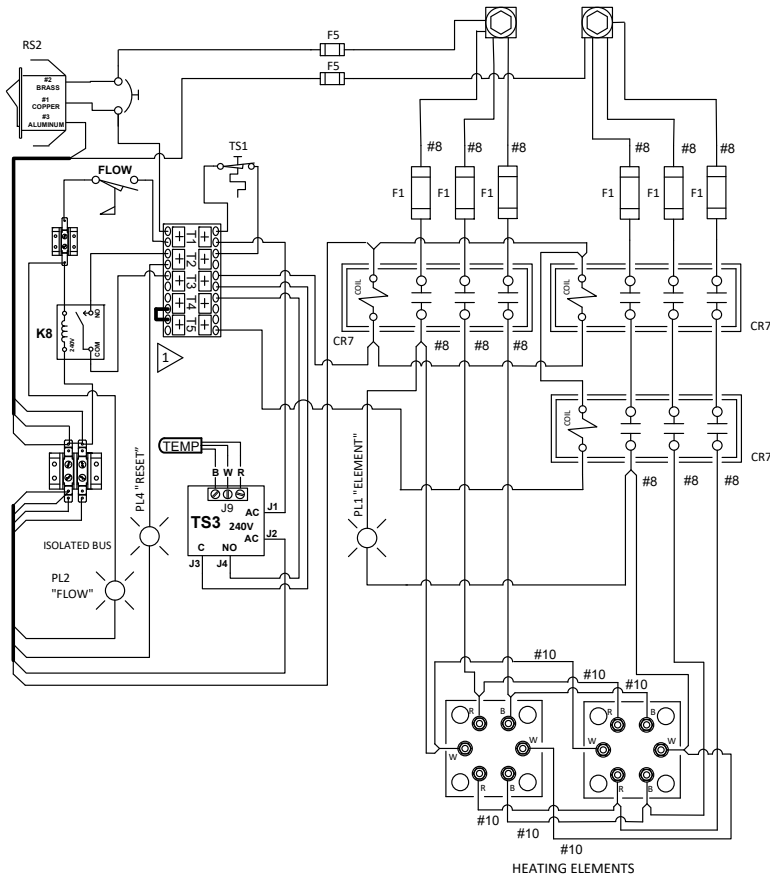 F5
RS2
F5
#2
BRASS
#1
COPPER
#3
ALUMINUM
TS1
#8
#8
#8
#8
#8
#8
FLOW
F1
F1
F1
F1
F1
F1
T1
T2
T3
T4
T5
COIL
COIL
K8
240V
NO
COM
1
CR7
#8
#8
#8
CR7
COIL
CR7
#8
#8
#8
TEMP
B W R
J9
TS3
240V
AC
AC
C NO
J1
J2
J3
J4
PL4 "RESET"
PL1 "ELEMENT"
ISOLATED BUS
PL2
"FLOW"
#10
#10
#10
R
B
R
B
W
W
W
W
R
B
R
B
#10
#10
#10
HEATING ELEMENTS